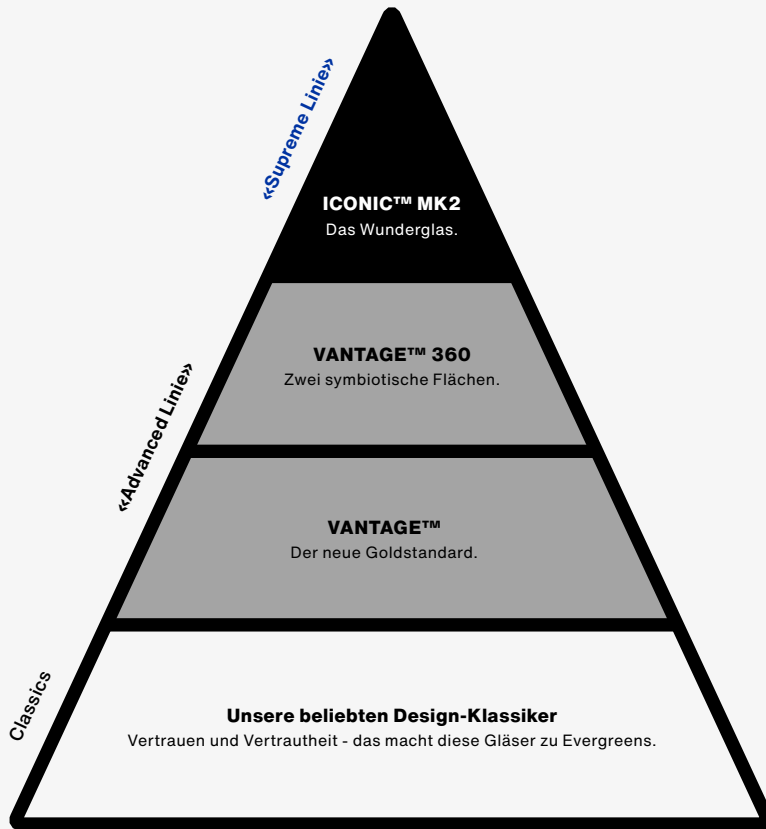 «Supreme Linie»
ICONIC™ MK2
Das Wunderglas.
VANTAGE™ 360
Zwei symbiotische Flächen.
«Advanced Linie»
VANTAGE™
Der neue Goldstandard.
Classics
Unsere beliebten Design-Klassiker
Vertrauen und Vertrautheit - das macht diese Gläser zu Evergreens.